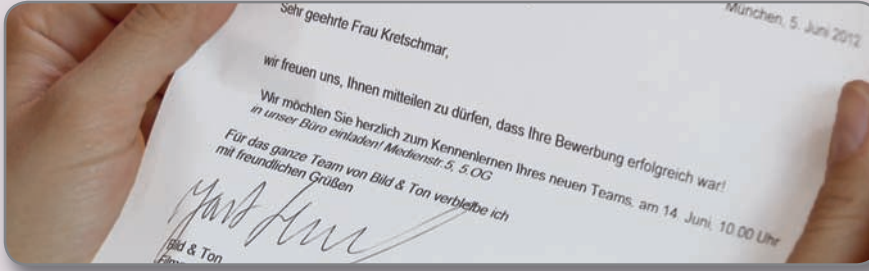 München, 5. Juni 2012
Sehr geehrte Frau Kretschmar,
wir freuen uns, Ihnen mitteilen zu dürfen, dass Ihre Bewerbung erfolgreich war!
Wir möchten Sie herzlich zum Kennenlernen Ihres neuen Teams, am 14. Juni, 10.00 Uhr
in unser Büro einladen! Medienstr. 5, 5.OG
Für das ganze Team von Bild & Ton verbleibe ich
mit freundlichen Grüßen
Bild & Ton